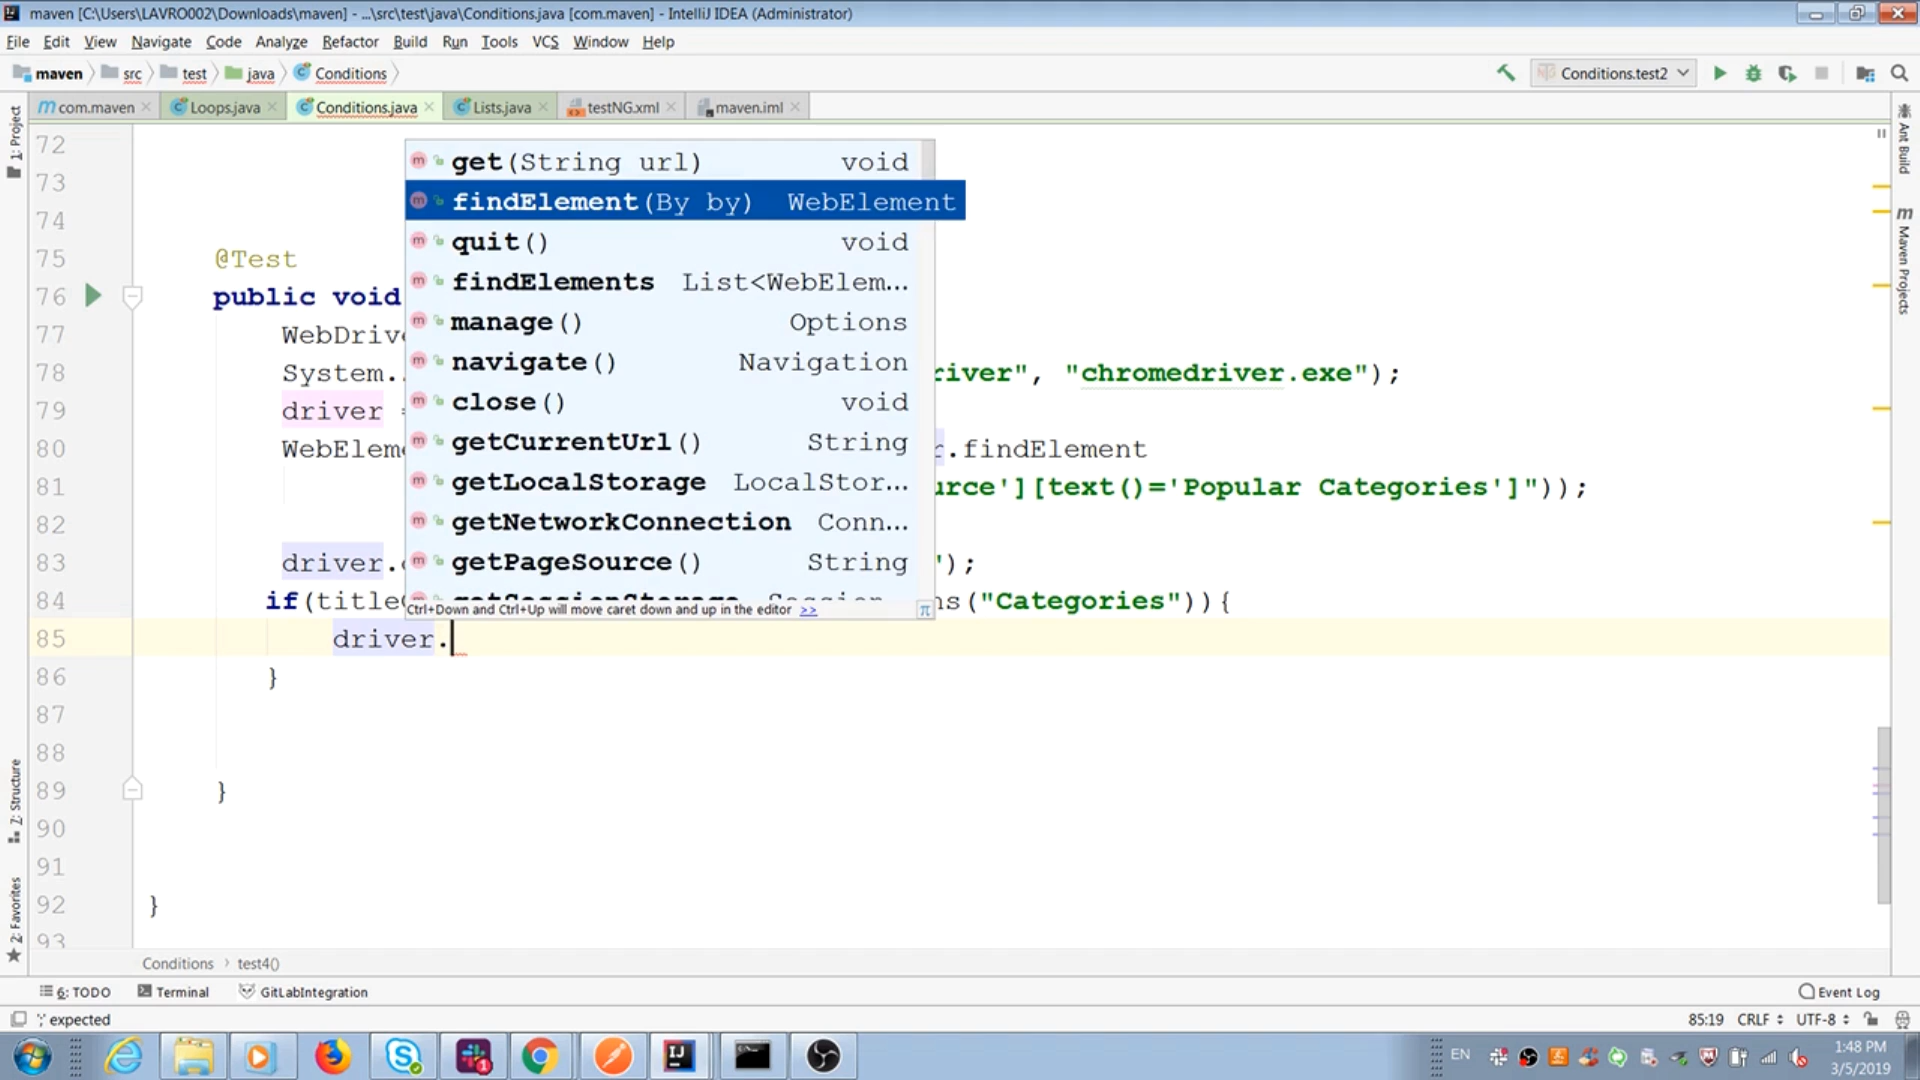 maven [C:\Users\LAVRO002\Downloads\maven] - ...\src\test\java\Conditions.java [com.maven] - IntelliJ IDEA (Administrator)
File Edit View Navigate Code Analyze Refactor Build Run Tools VCS Window Help
maven src test java Conditions Conditions.test2
com.maven Loops.java Conditions.java Lists.java testNG.xml maven.iml
1: Project
Z: Structure
2: Favorites
Ant Build
Maven Projects
72
73
74
75 @Test
76 public void
77
78 System. "chromedriver.exe");
79 driver
80 .findElement
81 [text()='Popular Categories']"));
82
83 driver. ");
84 if( ("Categories")){
85 driver.
86 }
87
88
89 }
90
91
92 }
93
get(String url) void
findElement(By by) WebElement
quit() void
findElements List<WebElem...
manage() Options
navigate() Navigation
close() void
getCurrentUrl() String
getLocalStorage LocalStor...
getNetworkConnection Conn...
getPageSource() String
Ctrl+Down and Ctrl+Up will move caret down and up in the editor >>
Conditions › test4()
6: TODO Terminal GitLabIntegration Event Log
';' expected 85:19 CRLF UTF-8
EN 1:48 PM
3/5/2019